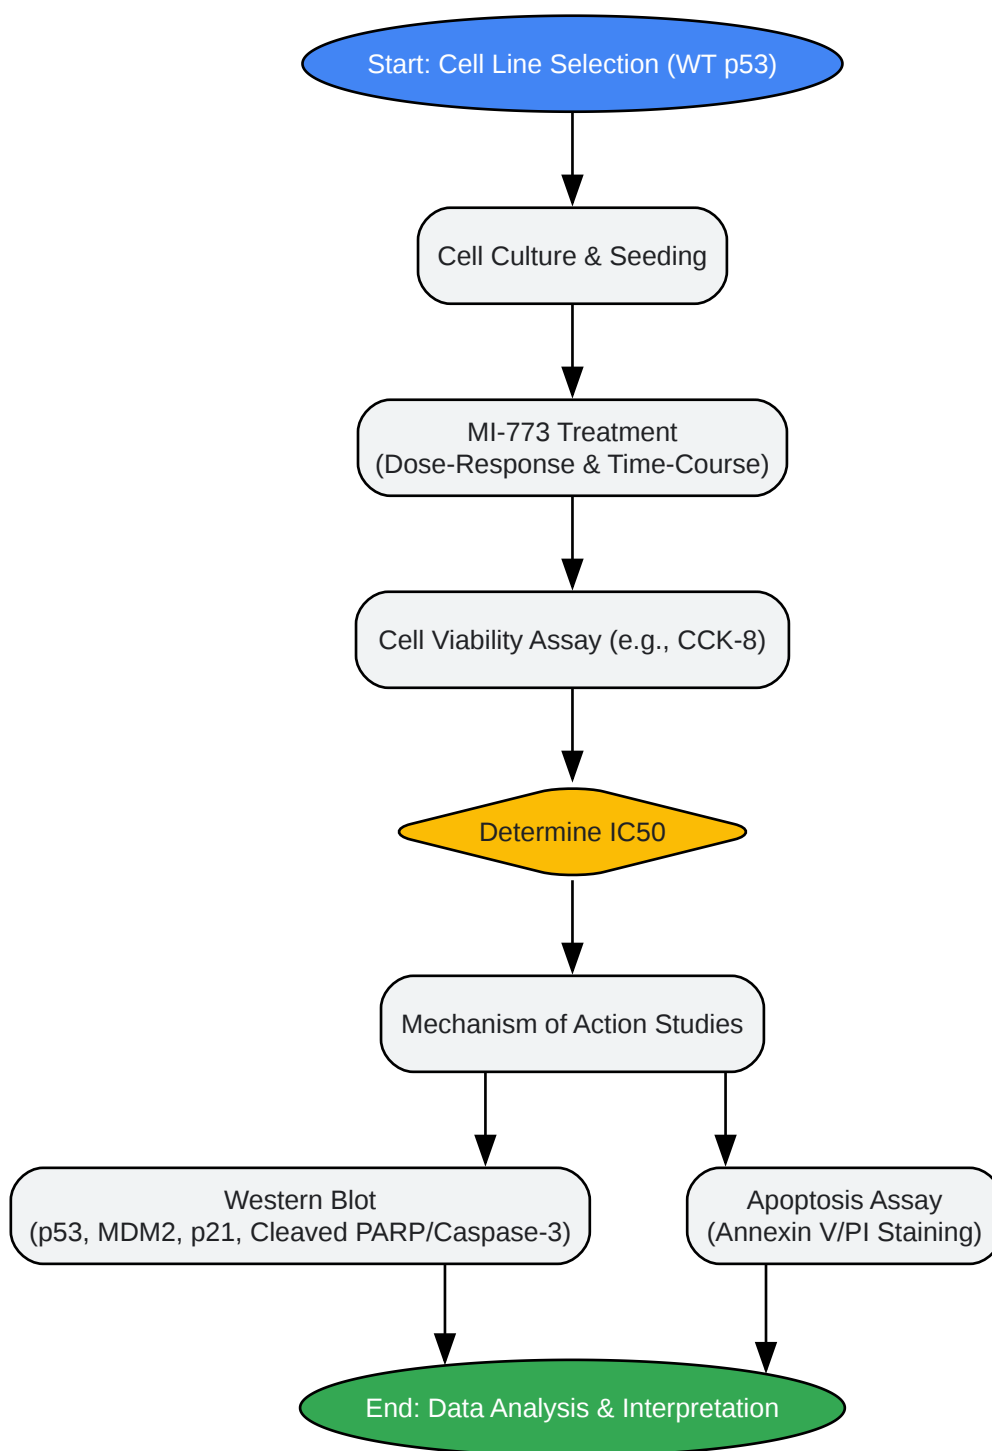 Start: Cell Line Selection (WT p53)
Cell Culture & Seeding
MI-773 Treatment
(Dose-Response & Time-Course)
Cell Viability Assay (e.g., CCK-8)
Determine IC50
Mechanism of Action Studies
Western Blot
(p53, MDM2, p21, Cleaved PARP/Caspase-3)
Apoptosis Assay
(Annexin V/PI Staining)
End: Data Analysis & Interpretation